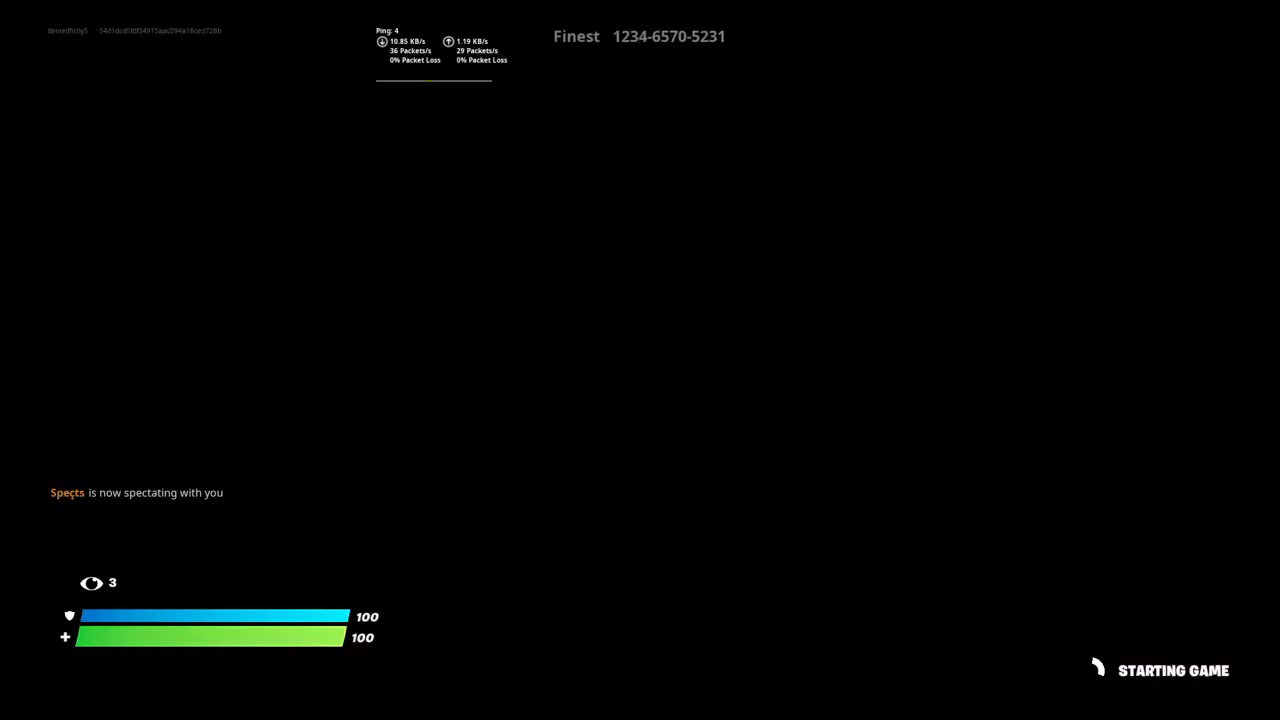 Ping: 4
10.85 KB/s 1.19 KB/s
36 Packets/s 29 Packets/s
0% Packet Loss 0% Packet Loss
Finest 1234-6570-5231
Speçts is now spectating with you
3
100
100
STARTING GAME